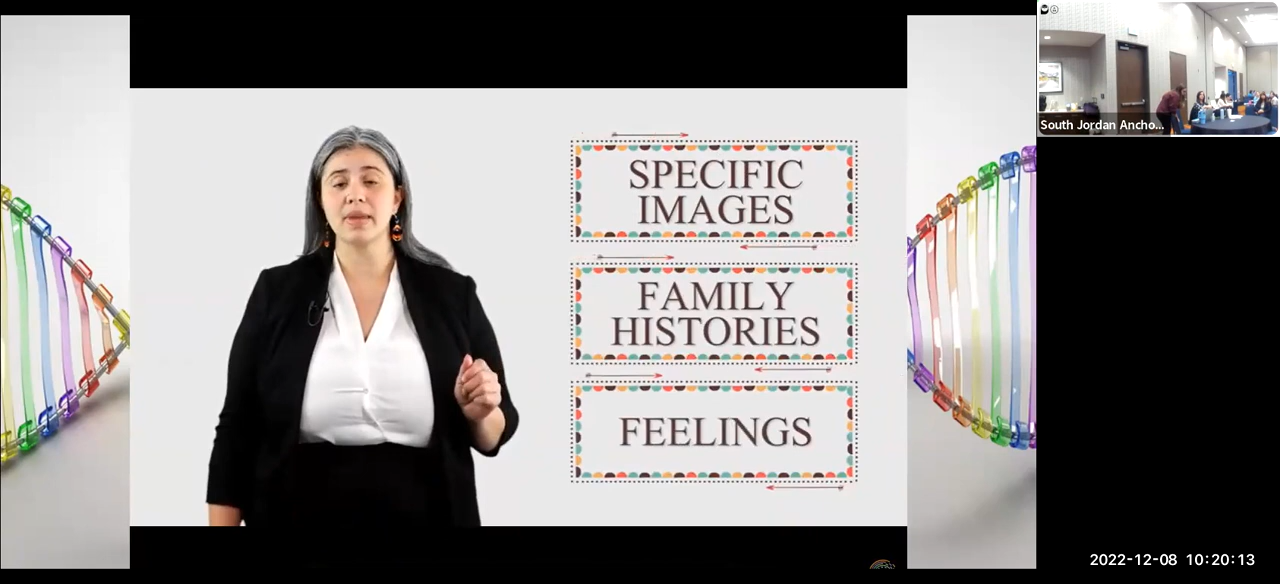 SPECIFIC
IMAGES
FAMILY
HISTORIES
FEELINGS
South Jordan Ancho...
2022-12-08 10:20:13